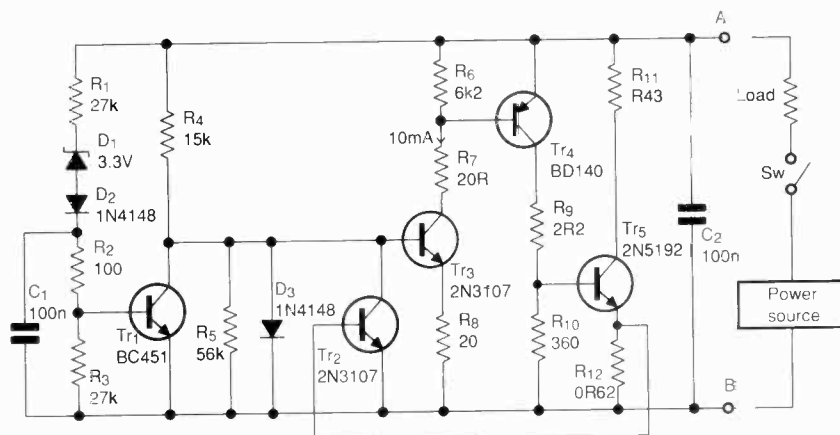 A
R1
27k
R4
15k
R6
6k2
R11
R43
Load
D1
3.3V
10mA
Tr4
BD140
Sw
D2
1N4148
R7
20R
R2
100
R9
2R2
Tr5
2N5192
C2
100n
C1
100n
Tr3
2N3107
Power
source
D3
1N4148
Tr1
BC451
R5
56k
Tr2
2N3107
R8
20
R10
360
R3
27k
R12
0R62
B